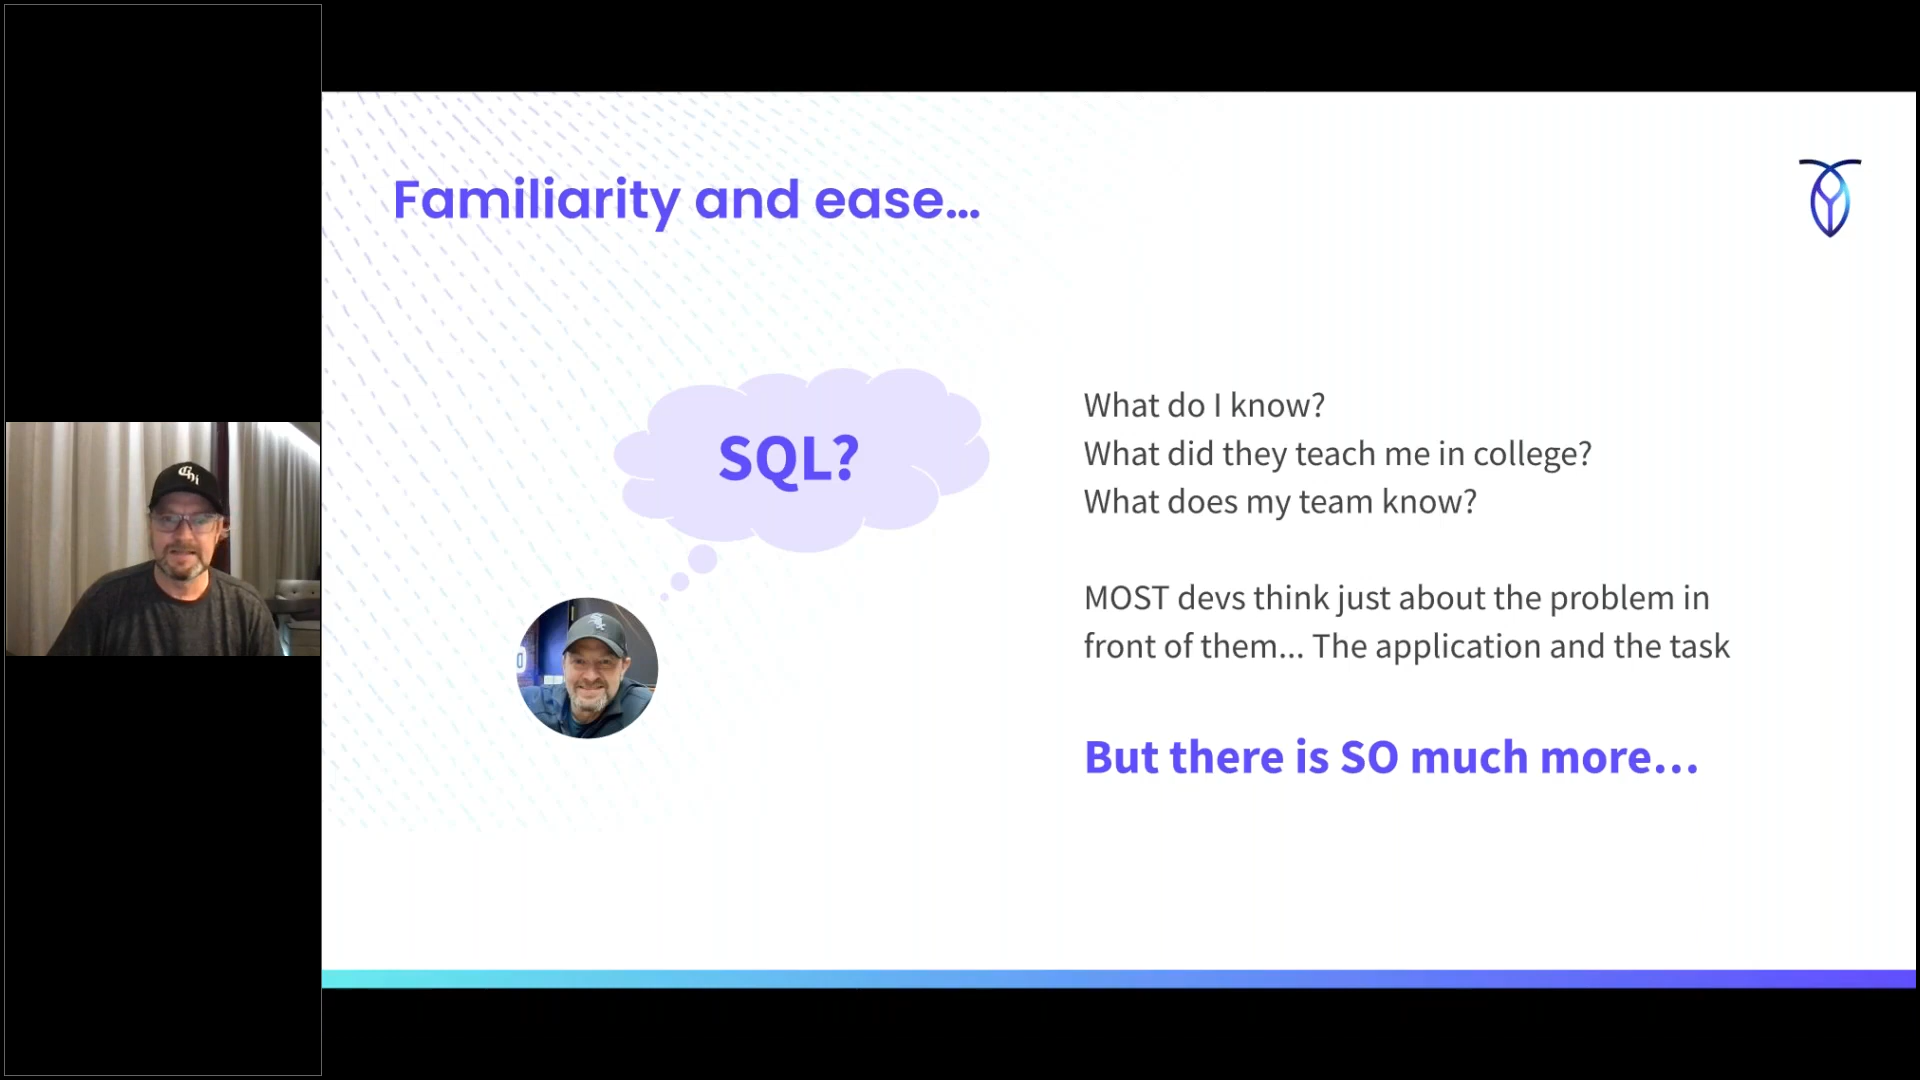 Familiarity and ease...
SQL?
What do I know?
What did they teach me in college?
What does my team know?
MOST devs think just about the problem in
front of them... The application and the task
But there is SO much more...
Chi